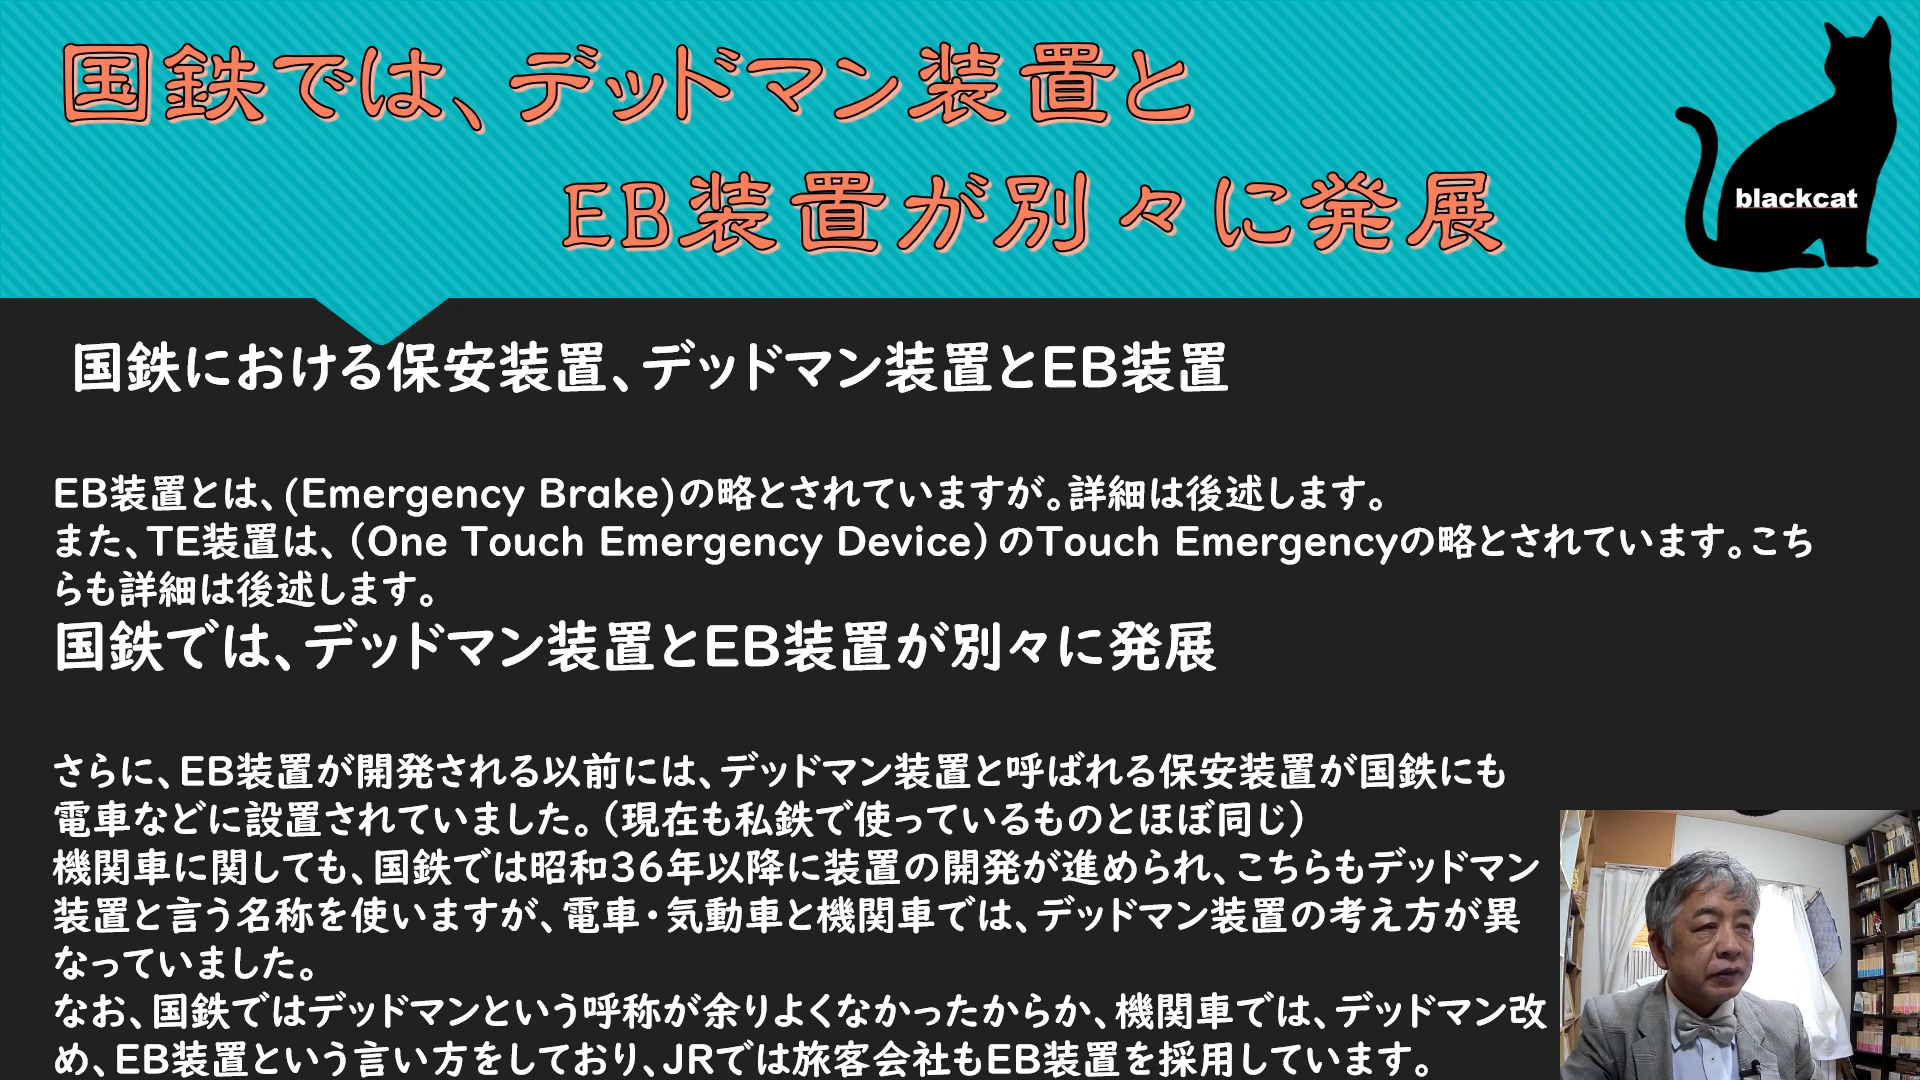 国鉄では、デッドマン装置と
EB装置が別々に発展
blackcat
国鉄における保安装置、デッドマン装置とEB装置
EB装置とは、(Emergency Brake)の略とされていますが。詳細は後述します。
また、TE装置は、（One Touch Emergency Device）のTouch Emergencyの略とされています。こち
らも詳細は後述します。
国鉄では、デッドマン装置とEB装置が別々に発展
さらに、EB装置が開発される以前には、デッドマン装置と呼ばれる保安装置が国鉄にも
電車などに設置されていました。（現在も私鉄で使っているものとほぼ同じ）
機関車に関しても、国鉄では昭和36年以降に装置の開発が進められ、こちらもデッドマン
装置と言う名称を使いますが、電車・気動車と機関車では、デッドマン装置の考え方が異
なっていました。
なお、国鉄ではデッドマンという呼称が余りよくなかったからか、機関車では、デッドマン改
め、EB装置という言い方をしており、JRでは旅客会社もEB装置を採用しています。